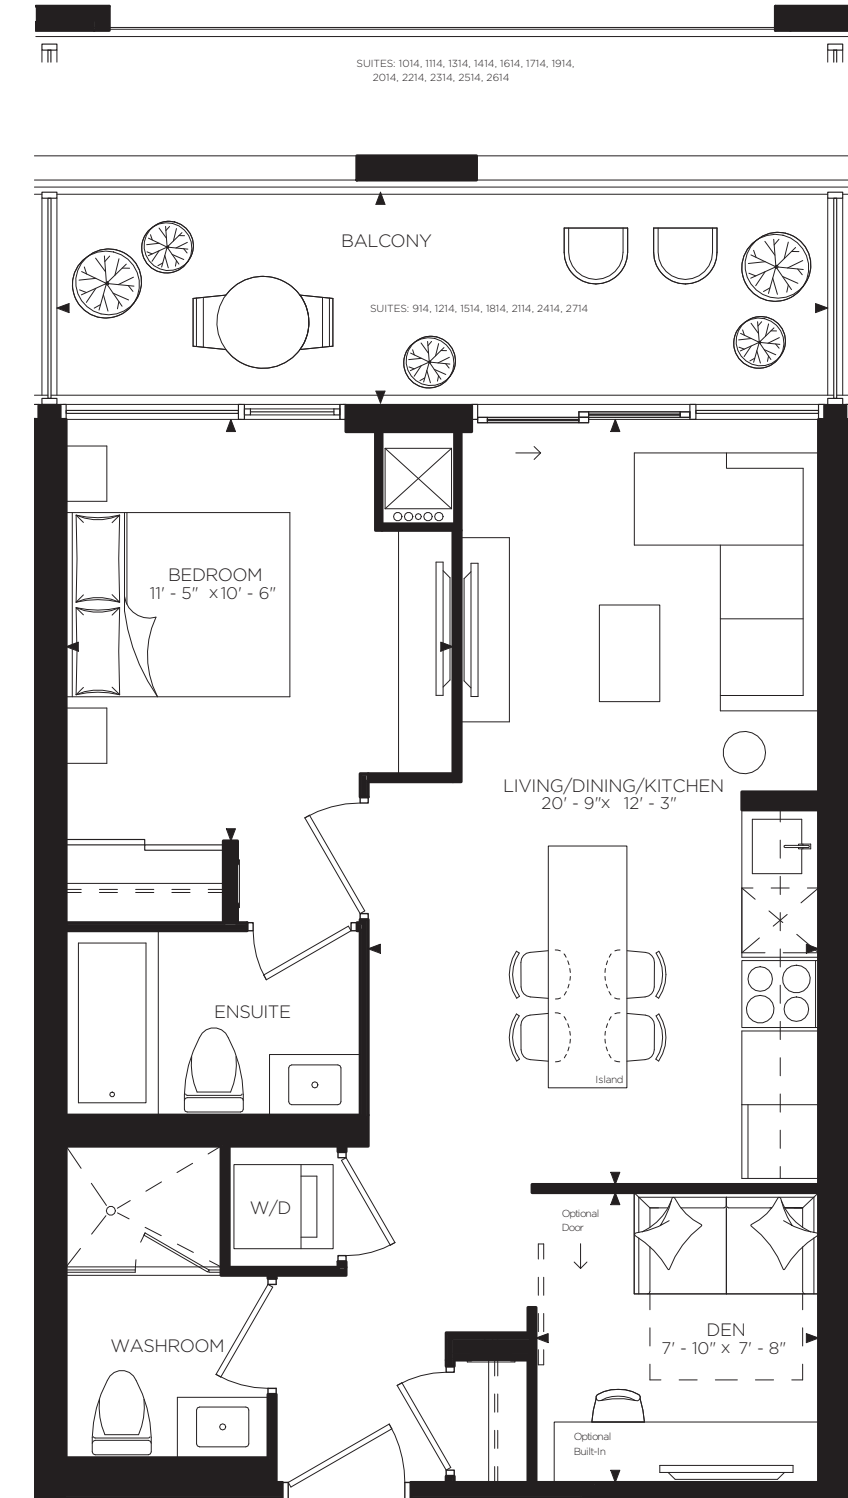 SUITES: 1014, 1114, 1314, 1414, 1614, 1714, 1914,
2014, 2214, 2314, 2514, 2614
BALCONY
SUITES: 914, 1214, 1514, 1814, 2114, 2414, 2714
BEDROOM
11' - 5" x10' - 6"
LIVING/DINING/KITCHEN
20' - 9"x 12' - 3"
ENSUITE
Island
W/D
Optional
Door
WASHROOM
DEN
7' - 10" x 7' - 8"
Optional
Built-In